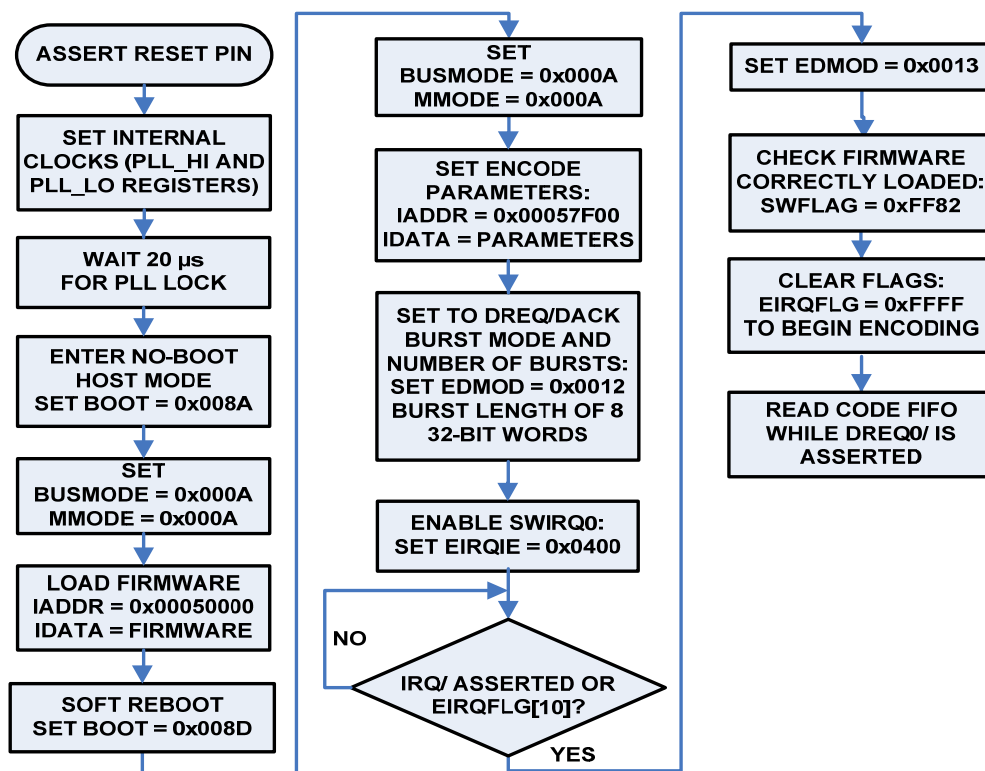 ASSERT RESET PIN
SET INTERNAL
CLOCKS (PLL_HI AND
PLL_LO REGISTERS)
WAIT 20 µs
FOR PLL LOCK
ENTER NO-BOOT
HOST MODE
SET BOOT = 0x008A
SET
BUSMODE = 0x000A
MMODE = 0x000A
LOAD FIRMWARE
IADDR = 0x00050000
IDATA = FIRMWARE
SOFT REBOOT
SET BOOT = 0x008D
SET
BUSMODE = 0x000A
MMODE = 0x000A
SET ENCODE
PARAMETERS:
IADDR = 0x00057F00
IDATA = PARAMETERS
SET TO DREQ/DACK
BURST MODE AND
NUMBER OF BURSTS:
SET EDMOD = 0x0012
BURST LENGTH OF 8
32-BIT WORDS
ENABLE SWIRQ0:
SET EIRQIE = 0x0400
NO
IRQ/ ASSERTED OR
EIRQFLG[10]?
YES
SET EDMOD = 0x0013
CHECK FIRMWARE
CORRECTLY LOADED:
SWFLAG = 0xFF82
CLEAR FLAGS:
EIRQFLG = 0xFFFF
TO BEGIN ENCODING
READ CODE FIFO
WHILE DREQ0/ IS
ASSERTED